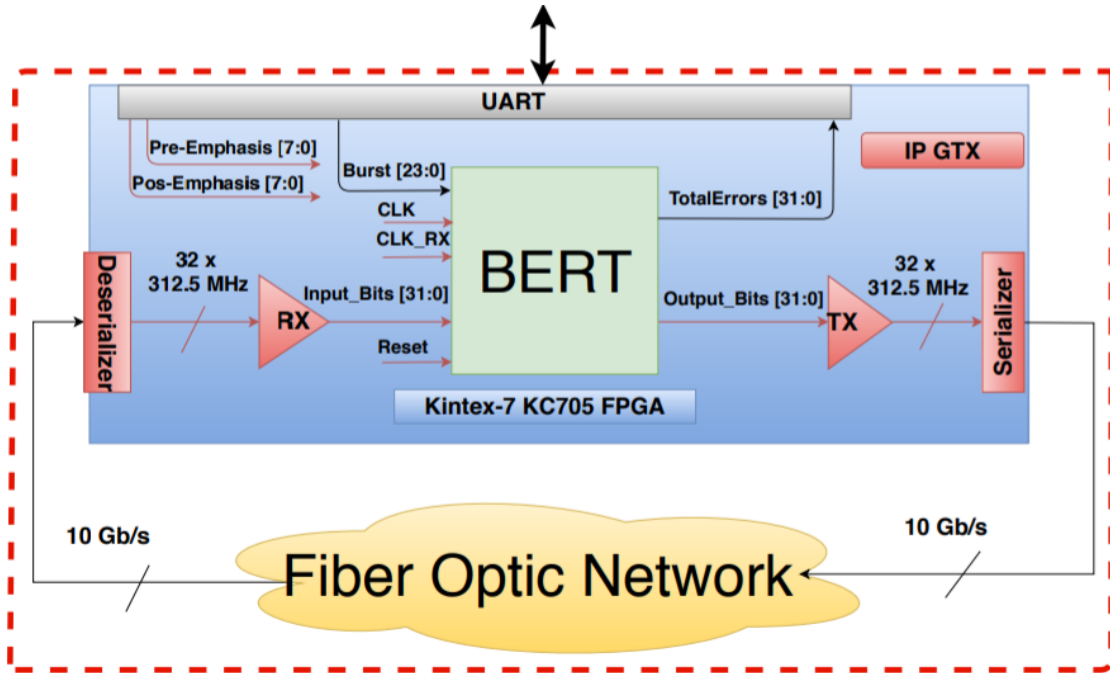 UART
Pre-Emphasis [7:0]
Pos-Emphasis [7:0]
Burst [23:0]
IP GTX
TotalErrors [31:0]
CLK
CLK_RX
Deserializer
32 x
312.5 MHz
RX
Input_Bits [31:0]
BERT
Output_Bits [31:0]
TX
32 x
312.5 MHz
Serializer
Reset
Kintex-7 KC705 FPGA
10 Gb/s
10 Gb/s
Fiber Optic Network